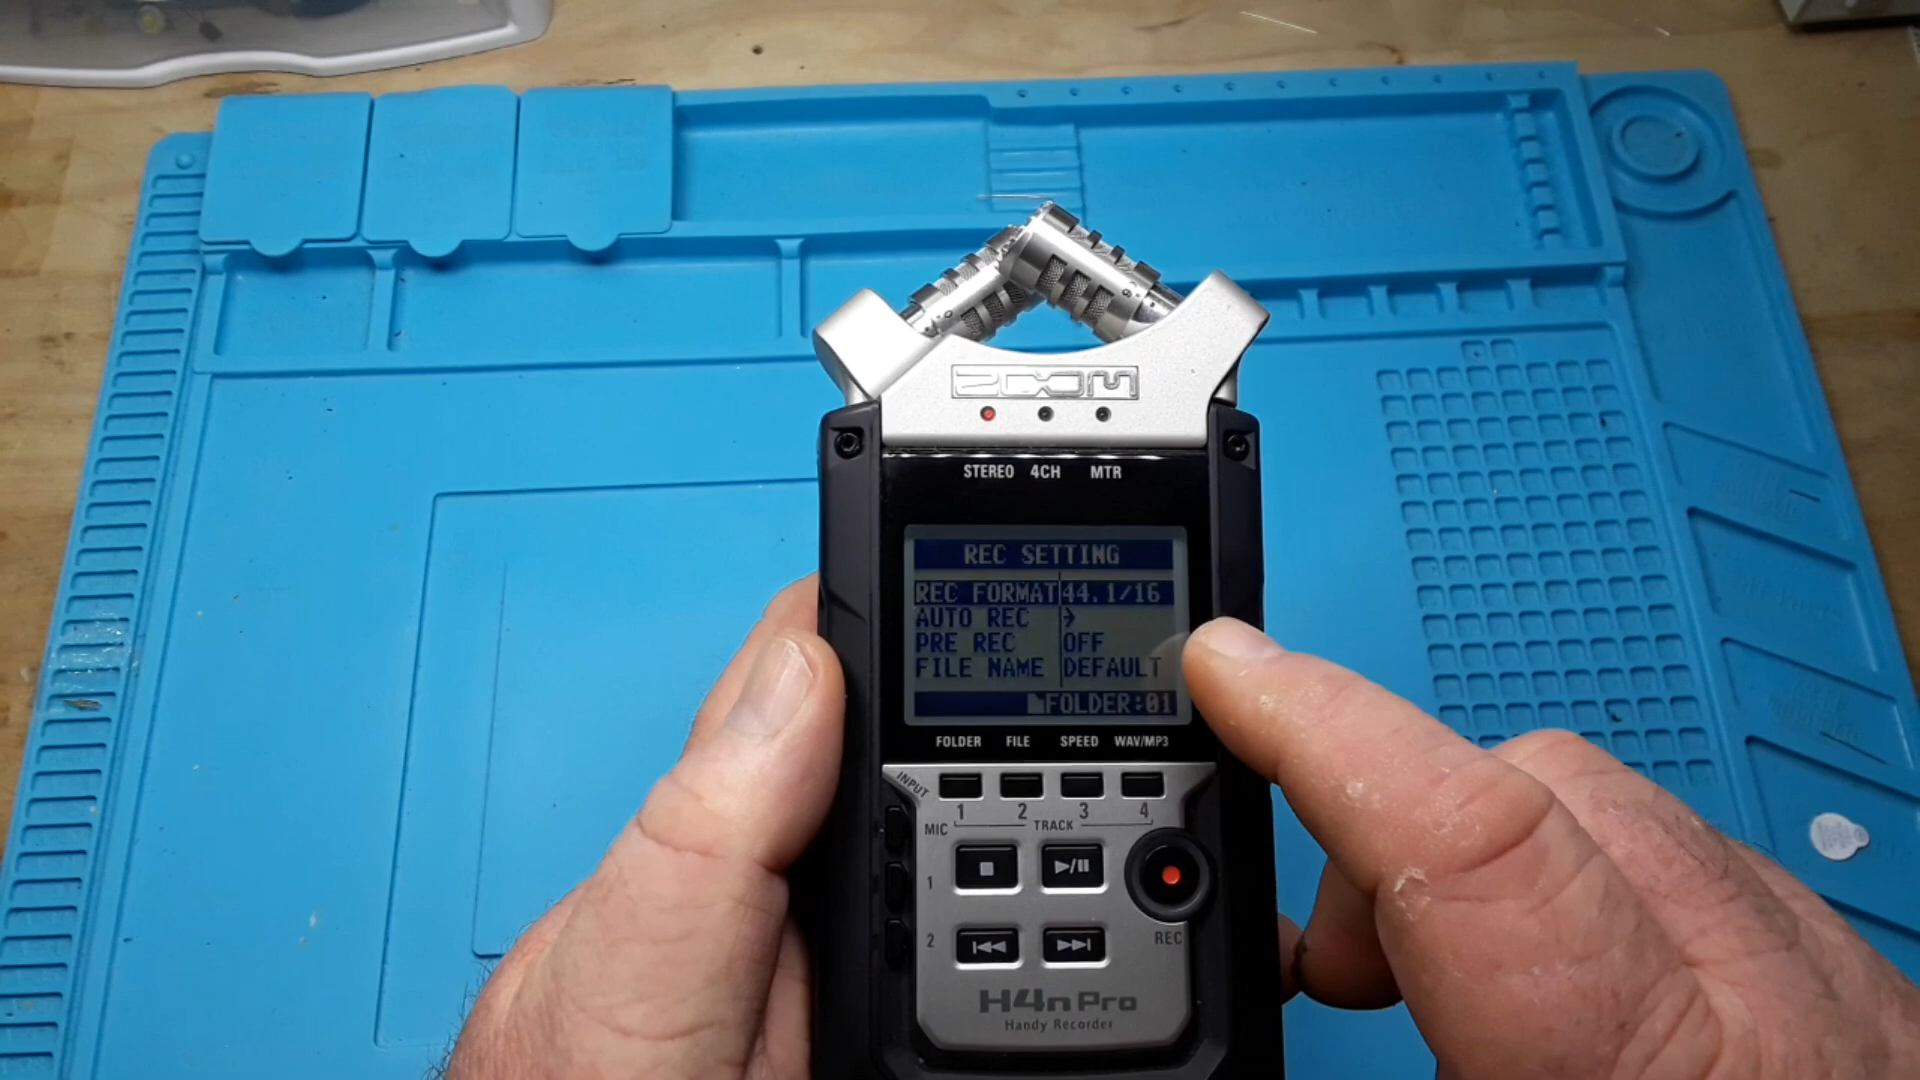 ZOOM
STEREO 4CH MTR
REC SETTING
REC FORMAT 44.1/16
AUTO REC →
PRE REC OFF
FILE NAME DEFAULT
FOLDER:01
FOLDER FILE SPEED WAV/MP3
INPUT
1 2 3 4
MIC
TRACK
1
2
REC
H4n Pro
Handy Recorder